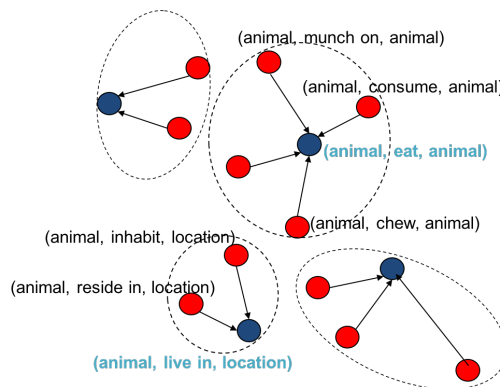 (animal, munch on, animal)
(animal, consume, animal)
(animal, eat, animal)
(animal, chew, animal)
(animal, inhabit, location)
(animal, reside in, location)
(animal, live in, location)